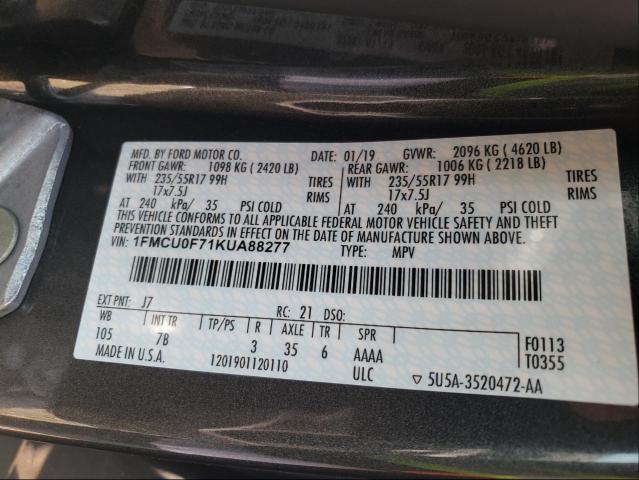 MFD. BY FORD MOTOR CO. DATE: 01/19 GVWR: 2096 KG ( 4620 LB)
FRONT GAWR: 1098 KG ( 2420 LB) REAR GAWR: 1006 KG ( 2218 LB)
WITH 235/55R17 99H TIRES WITH 235/55R17 99H TIRES
17x7.5J RIMS 17x7.5J RIMS
AT 240 kPa/ 35 PSI COLD AT 240 kPa/ 35 PSI COLD
THIS VEHICLE CONFORMS TO ALL APPLICABLE FEDERAL MOTOR VEHICLE SAFETY AND THEFT
PREVENTION STANDARDS IN EFFECT ON THE DATE OF MANUFACTURE SHOWN ABOVE.
VIN: 1FMCU0F71KUA88277 TYPE: MPV
EXT PNT: J7 RC: 21 DSO:
WB INT TR TP/PS R AXLE TR SPR F0113
105 7B 3 35 6 AAAA T0355
MADE IN U.S.A. 1201901120110 ULC 5U5A-3520472-AA